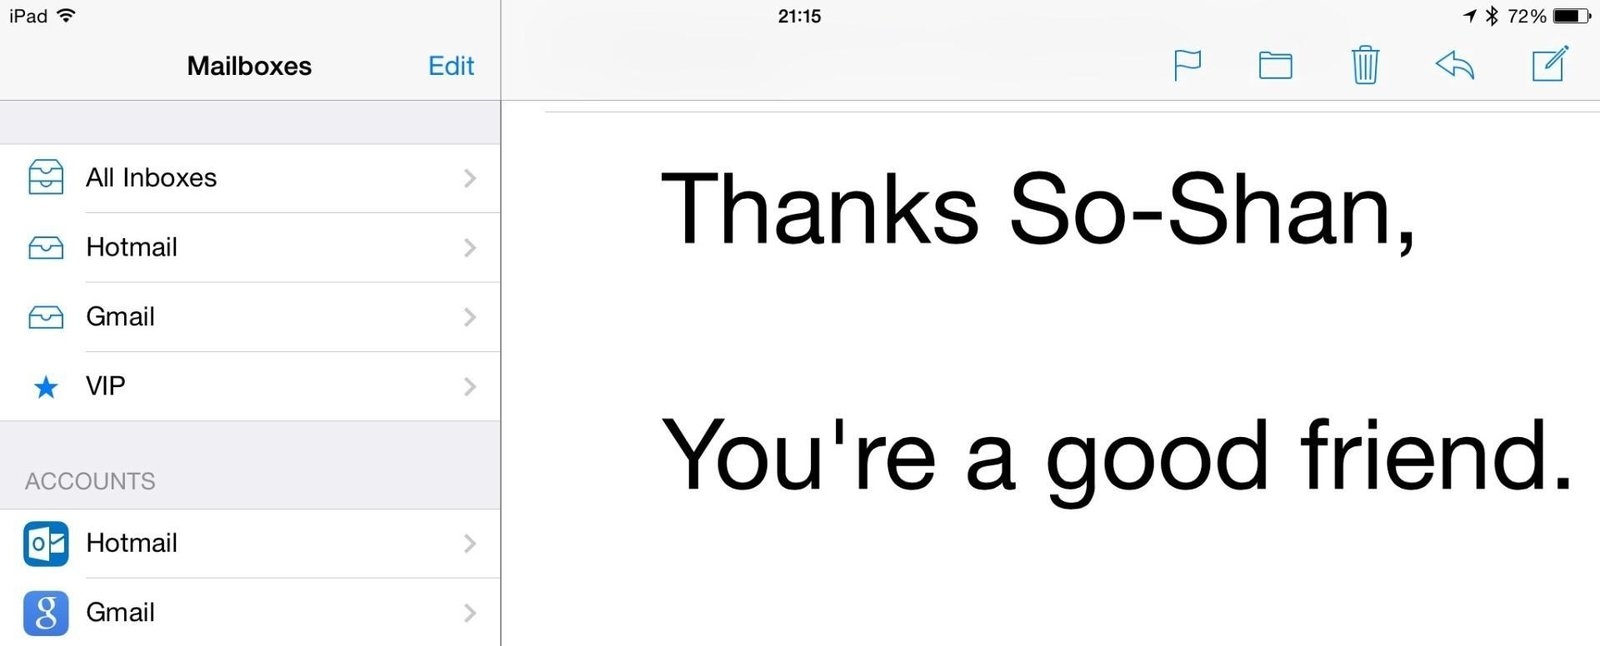 iPad 21:15 72%
Mailboxes Edit
All Inboxes
Hotmail
Gmail
VIP
ACCOUNTS
Hotmail
Gmail
Thanks So-Shan,
You're a good friend.